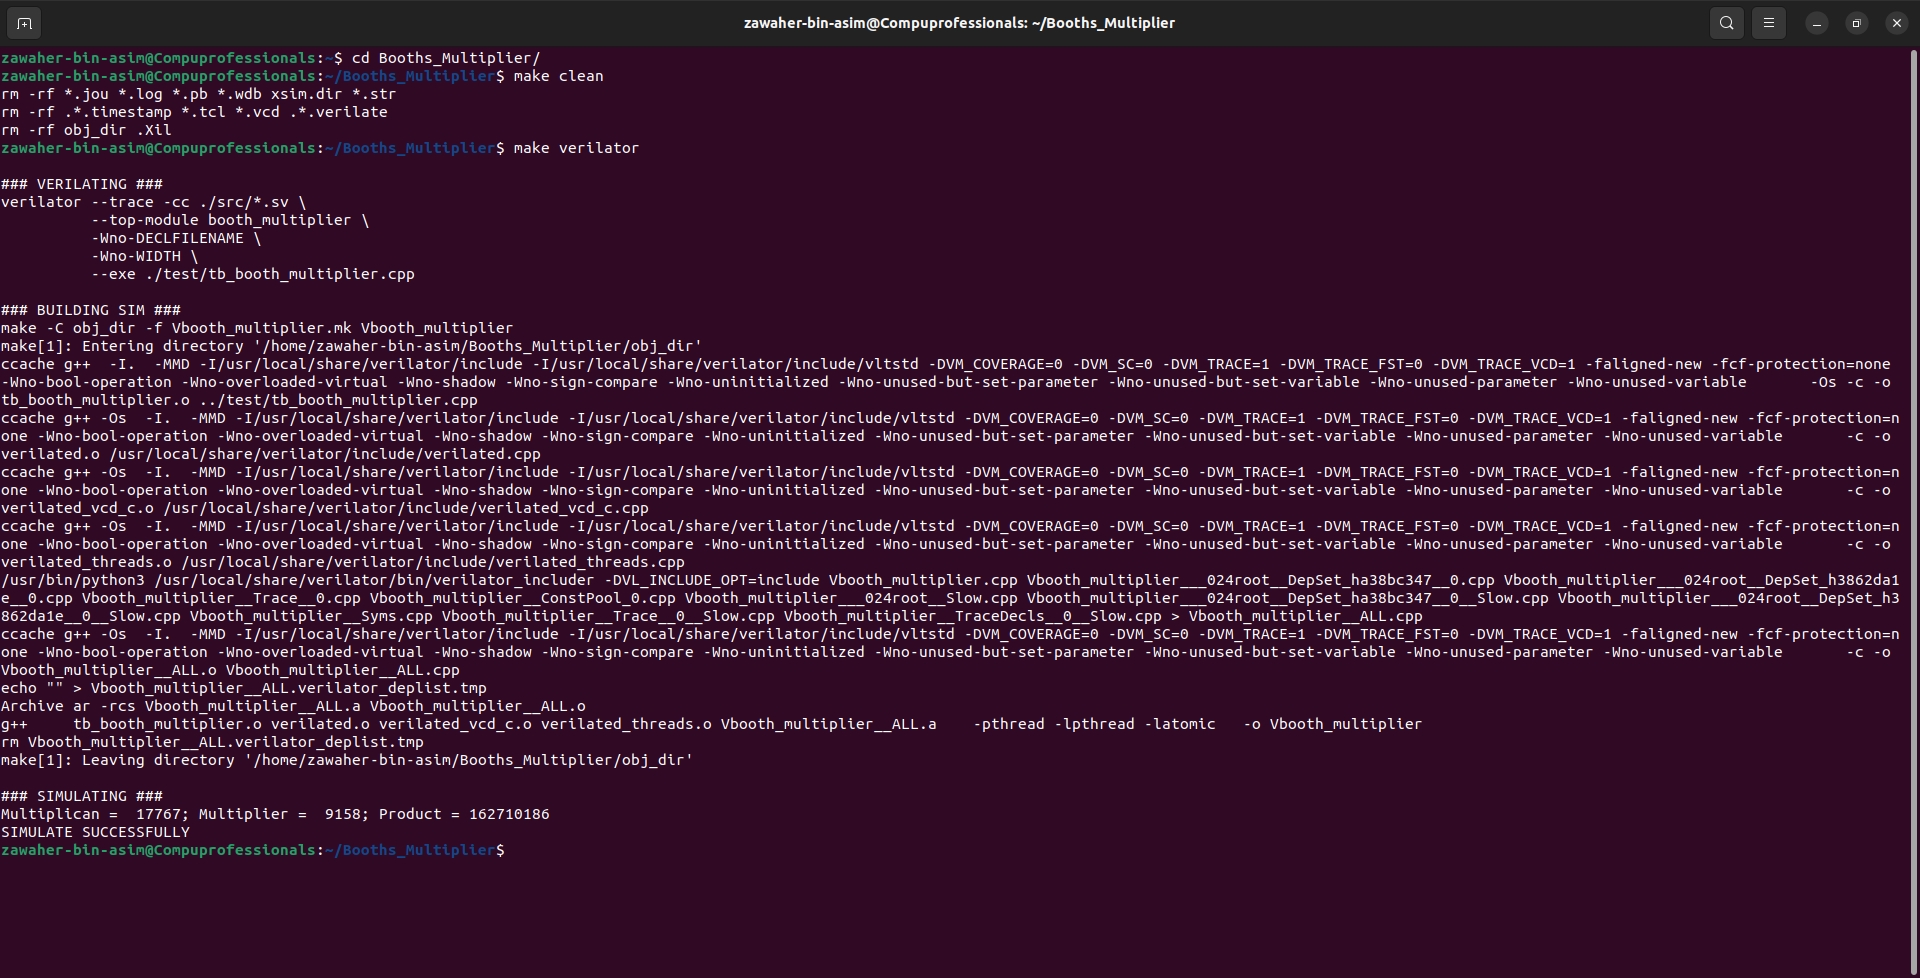 zawaher-bin-asim@Compuprofessionals: ~/Booths_Multiplier
zawaher-bin-asim@Compuprofessionals:~$ cd Booths_Multiplier/
zawaher-bin-asim@Compuprofessionals:~/Booths_Multiplier$ make clean
rm -rf *.jou *.log *.pb *.wdb xsim.dir *.str
rm -rf .*.timestamp *.tcl *.vcd .*.verilate
rm -rf obj_dir .Xil
zawaher-bin-asim@Compuprofessionals:~/Booths_Multiplier$ make verilator
### VERILATING ###
verilator --trace -cc ./src/*.sv \
--top-module booth_multiplier \
-Wno-DECLFILENAME \
-Wno-WIDTH \
--exe ./test/tb_booth_multiplier.cpp
### BUILDING SIM ###
make -C obj_dir -f Vbooth_multiplier.mk Vbooth_multiplier
make[1]: Entering directory '/home/zawaher-bin-asim/Booths_Multiplier/obj_dir'
ccache g++  -I.  -MMD -I/usr/local/share/verilator/include -I/usr/local/share/verilator/include/vltstd -DVM_COVERAGE=0 -DVM_SC=0 -DVM_TRACE=1 -DVM_TRACE_FST=0 -DVM_TRACE_VCD=1 -faligned-new -fcf-protection=none
-Wno-bool-operation -Wno-overloaded-virtual -Wno-shadow -Wno-sign-compare -Wno-uninitialized -Wno-unused-but-set-parameter -Wno-unused-but-set-variable -Wno-unused-parameter -Wno-unused-variable       -Os -c -o
tb_booth_multiplier.o ../test/tb_booth_multiplier.cpp
ccache g++ -Os  -I.  -MMD -I/usr/local/share/verilator/include -I/usr/local/share/verilator/include/vltstd -DVM_COVERAGE=0 -DVM_SC=0 -DVM_TRACE=1 -DVM_TRACE_FST=0 -DVM_TRACE_VCD=1 -faligned-new -fcf-protection=n
one -Wno-bool-operation -Wno-overloaded-virtual -Wno-shadow -Wno-sign-compare -Wno-uninitialized -Wno-unused-but-set-parameter -Wno-unused-but-set-variable -Wno-unused-parameter -Wno-unused-variable       -c -o
verilated.o /usr/local/share/verilator/include/verilated.cpp
ccache g++ -Os  -I.  -MMD -I/usr/local/share/verilator/include -I/usr/local/share/verilator/include/vltstd -DVM_COVERAGE=0 -DVM_SC=0 -DVM_TRACE=1 -DVM_TRACE_FST=0 -DVM_TRACE_VCD=1 -faligned-new -fcf-protection=n
one -Wno-bool-operation -Wno-overloaded-virtual -Wno-shadow -Wno-sign-compare -Wno-uninitialized -Wno-unused-but-set-parameter -Wno-unused-but-set-variable -Wno-unused-parameter -Wno-unused-variable       -c -o
verilated_vcd_c.o /usr/local/share/verilator/include/verilated_vcd_c.cpp
ccache g++ -Os  -I.  -MMD -I/usr/local/share/verilator/include -I/usr/local/share/verilator/include/vltstd -DVM_COVERAGE=0 -DVM_SC=0 -DVM_TRACE=1 -DVM_TRACE_FST=0 -DVM_TRACE_VCD=1 -faligned-new -fcf-protection=n
one -Wno-bool-operation -Wno-overloaded-virtual -Wno-shadow -Wno-sign-compare -Wno-uninitialized -Wno-unused-but-set-parameter -Wno-unused-but-set-variable -Wno-unused-parameter -Wno-unused-variable       -c -o
verilated_threads.o /usr/local/share/verilator/include/verilated_threads.cpp
/usr/bin/python3 /usr/local/share/verilator/bin/verilator_includer -DVL_INCLUDE_OPT=include Vbooth_multiplier.cpp Vbooth_multiplier___024root__DepSet_ha38bc347__0.cpp Vbooth_multiplier___024root__DepSet_h3862da1
e__0.cpp Vbooth_multiplier__Trace__0.cpp Vbooth_multiplier__ConstPool_0.cpp Vbooth_multiplier___024root__Slow.cpp Vbooth_multiplier___024root__DepSet_ha38bc347__0__Slow.cpp Vbooth_multiplier___024root__DepSet_h3
862da1e__0__Slow.cpp Vbooth_multiplier__Syms.cpp Vbooth_multiplier__Trace__0__Slow.cpp Vbooth_multiplier__TraceDecls__0__Slow.cpp > Vbooth_multiplier__ALL.cpp
ccache g++ -Os  -I.  -MMD -I/usr/local/share/verilator/include -I/usr/local/share/verilator/include/vltstd -DVM_COVERAGE=0 -DVM_SC=0 -DVM_TRACE=1 -DVM_TRACE_FST=0 -DVM_TRACE_VCD=1 -faligned-new -fcf-protection=n
one -Wno-bool-operation -Wno-overloaded-virtual -Wno-shadow -Wno-sign-compare -Wno-uninitialized -Wno-unused-but-set-parameter -Wno-unused-but-set-variable -Wno-unused-parameter -Wno-unused-variable       -c -o
Vbooth_multiplier__ALL.o Vbooth_multiplier__ALL.cpp
echo "" > Vbooth_multiplier__ALL.verilator_deplist.tmp
Archive ar -rcs Vbooth_multiplier__ALL.a Vbooth_multiplier__ALL.o
g++     tb_booth_multiplier.o verilated.o verilated_vcd_c.o verilated_threads.o Vbooth_multiplier__ALL.a    -pthread -lpthread -latomic   -o Vbooth_multiplier
rm Vbooth_multiplier__ALL.verilator_deplist.tmp
make[1]: Leaving directory '/home/zawaher-bin-asim/Booths_Multiplier/obj_dir'
### SIMULATING ###
Multiplican =  17767; Multiplier =  9158; Product = 162710186
SIMULATE SUCCESSFULLY
zawaher-bin-asim@Compuprofessionals:~/Booths_Multiplier$